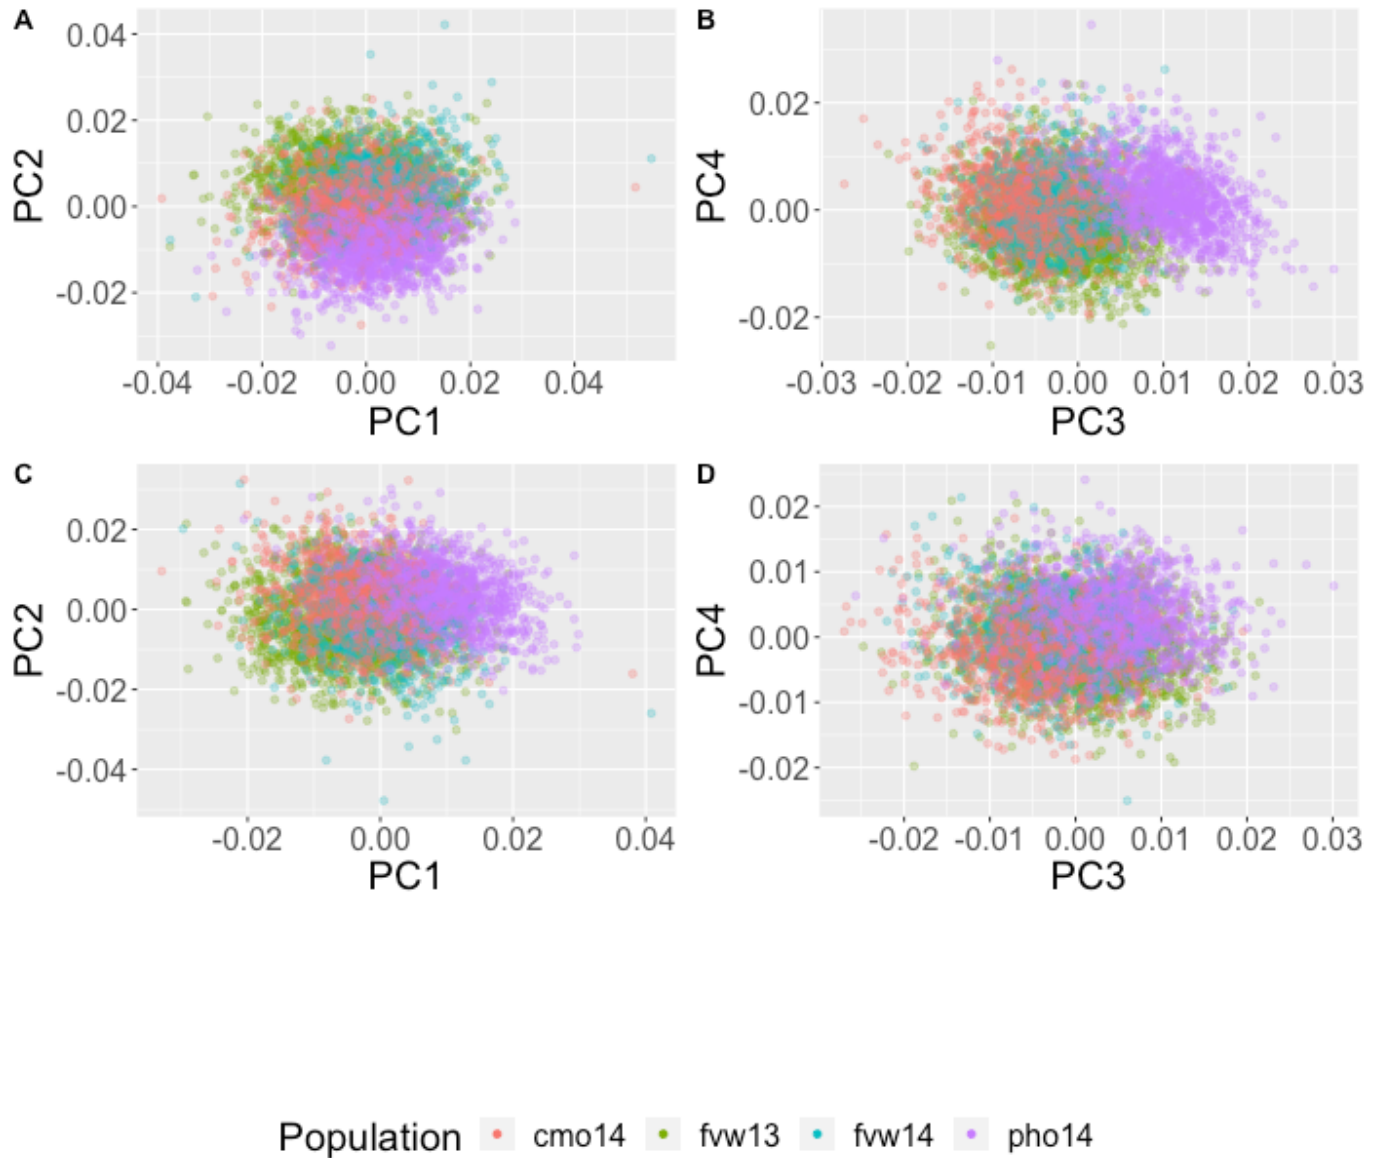 A
PC2
0.04
0.02
0.00
-0.02
-0.04 -0.02 0.00 0.02 0.04
PC1
B
PC4
0.02
0.00
-0.02
-0.03 -0.02 -0.01 0.00 0.01 0.02 0.03
PC3
C
PC2
0.02
0.00
-0.02
-0.04
-0.02 0.00 0.02 0.04
PC1
D
PC4
0.02
0.01
0.00
-0.01
-0.02
-0.02 -0.01 0.00 0.01 0.02 0.03
PC3
Population cmo14 fvw13 fvw14 pho14